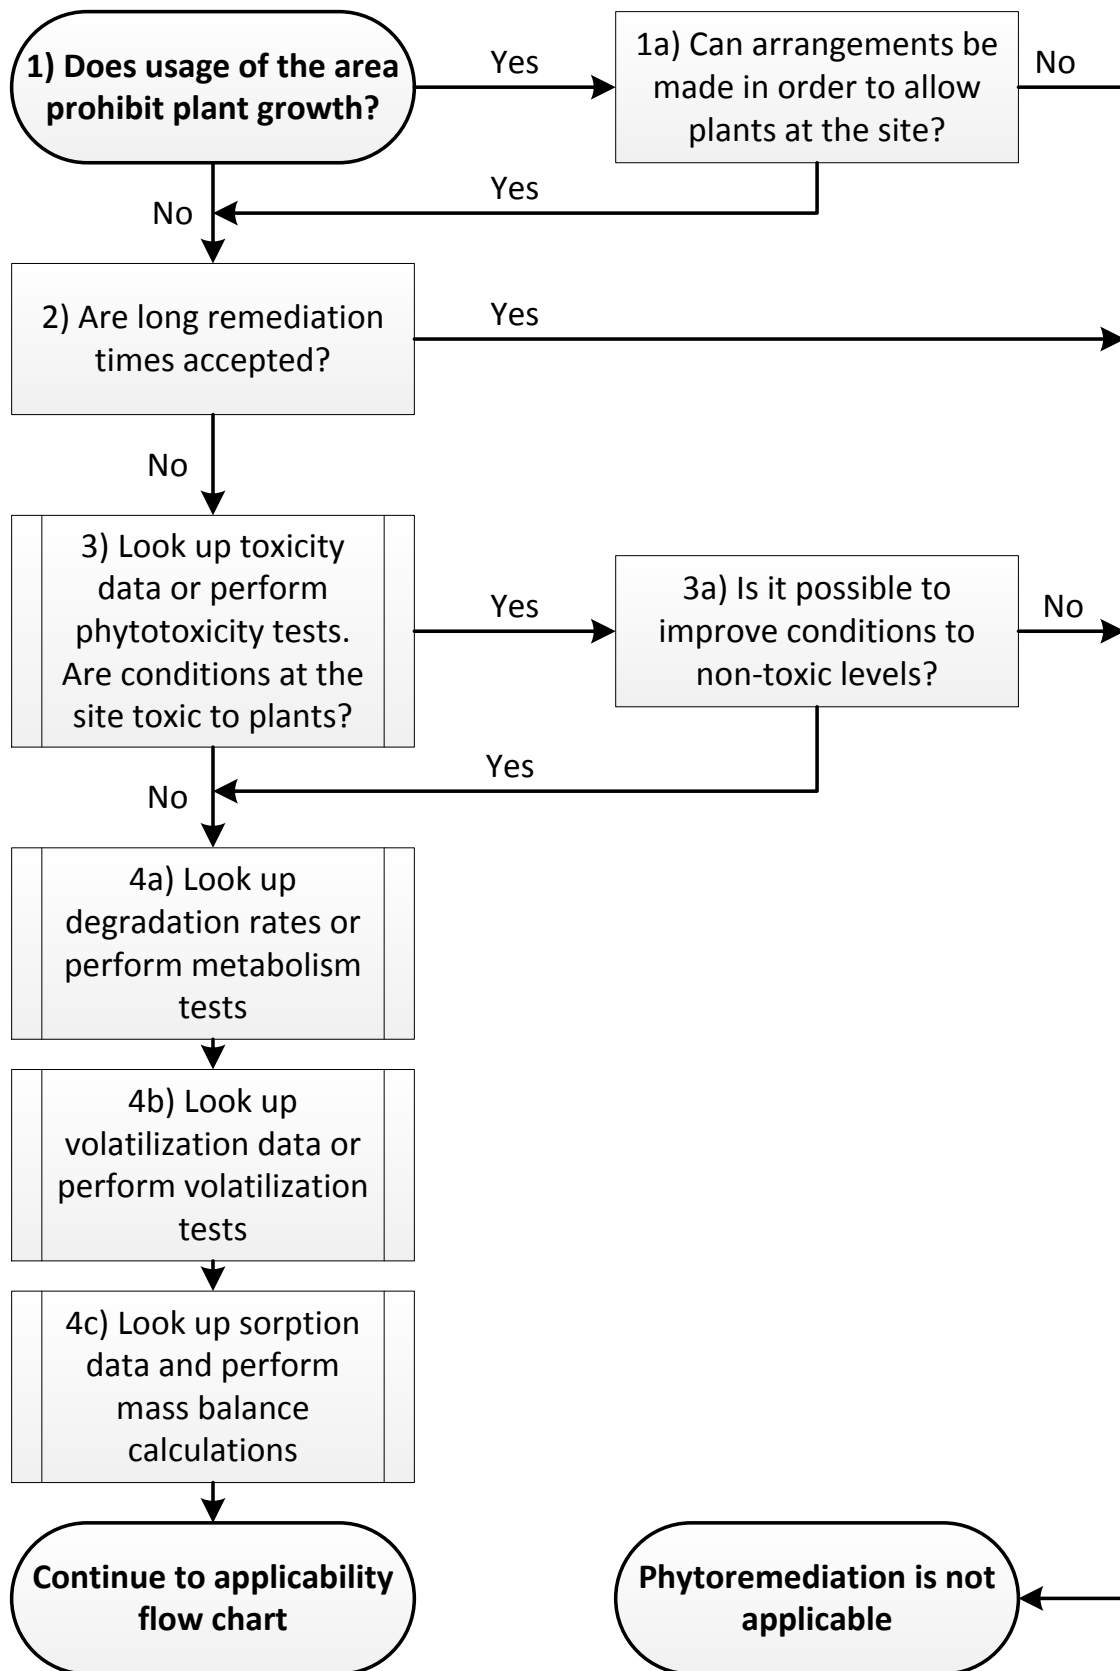 1) Does usage of the area
prohibit plant growth?
Yes
1a) Can arrangements be
made in order to allow
plants at the site?
No
Yes
No
2) Are long remediation
times accepted?
Yes
No
3) Look up toxicity
data or perform
phytotoxicity tests.
Are conditions at the
site toxic to plants?
Yes
3a) Is it possible to
improve conditions to
non-toxic levels?
No
Yes
No
4a) Look up
degradation rates or
perform metabolism
tests
4b) Look up
volatilization data or
perform volatilization
tests
4c) Look up sorption
data and perform
mass balance
calculations
Continue to applicability
flow chart
Phytoremediation is not
applicable